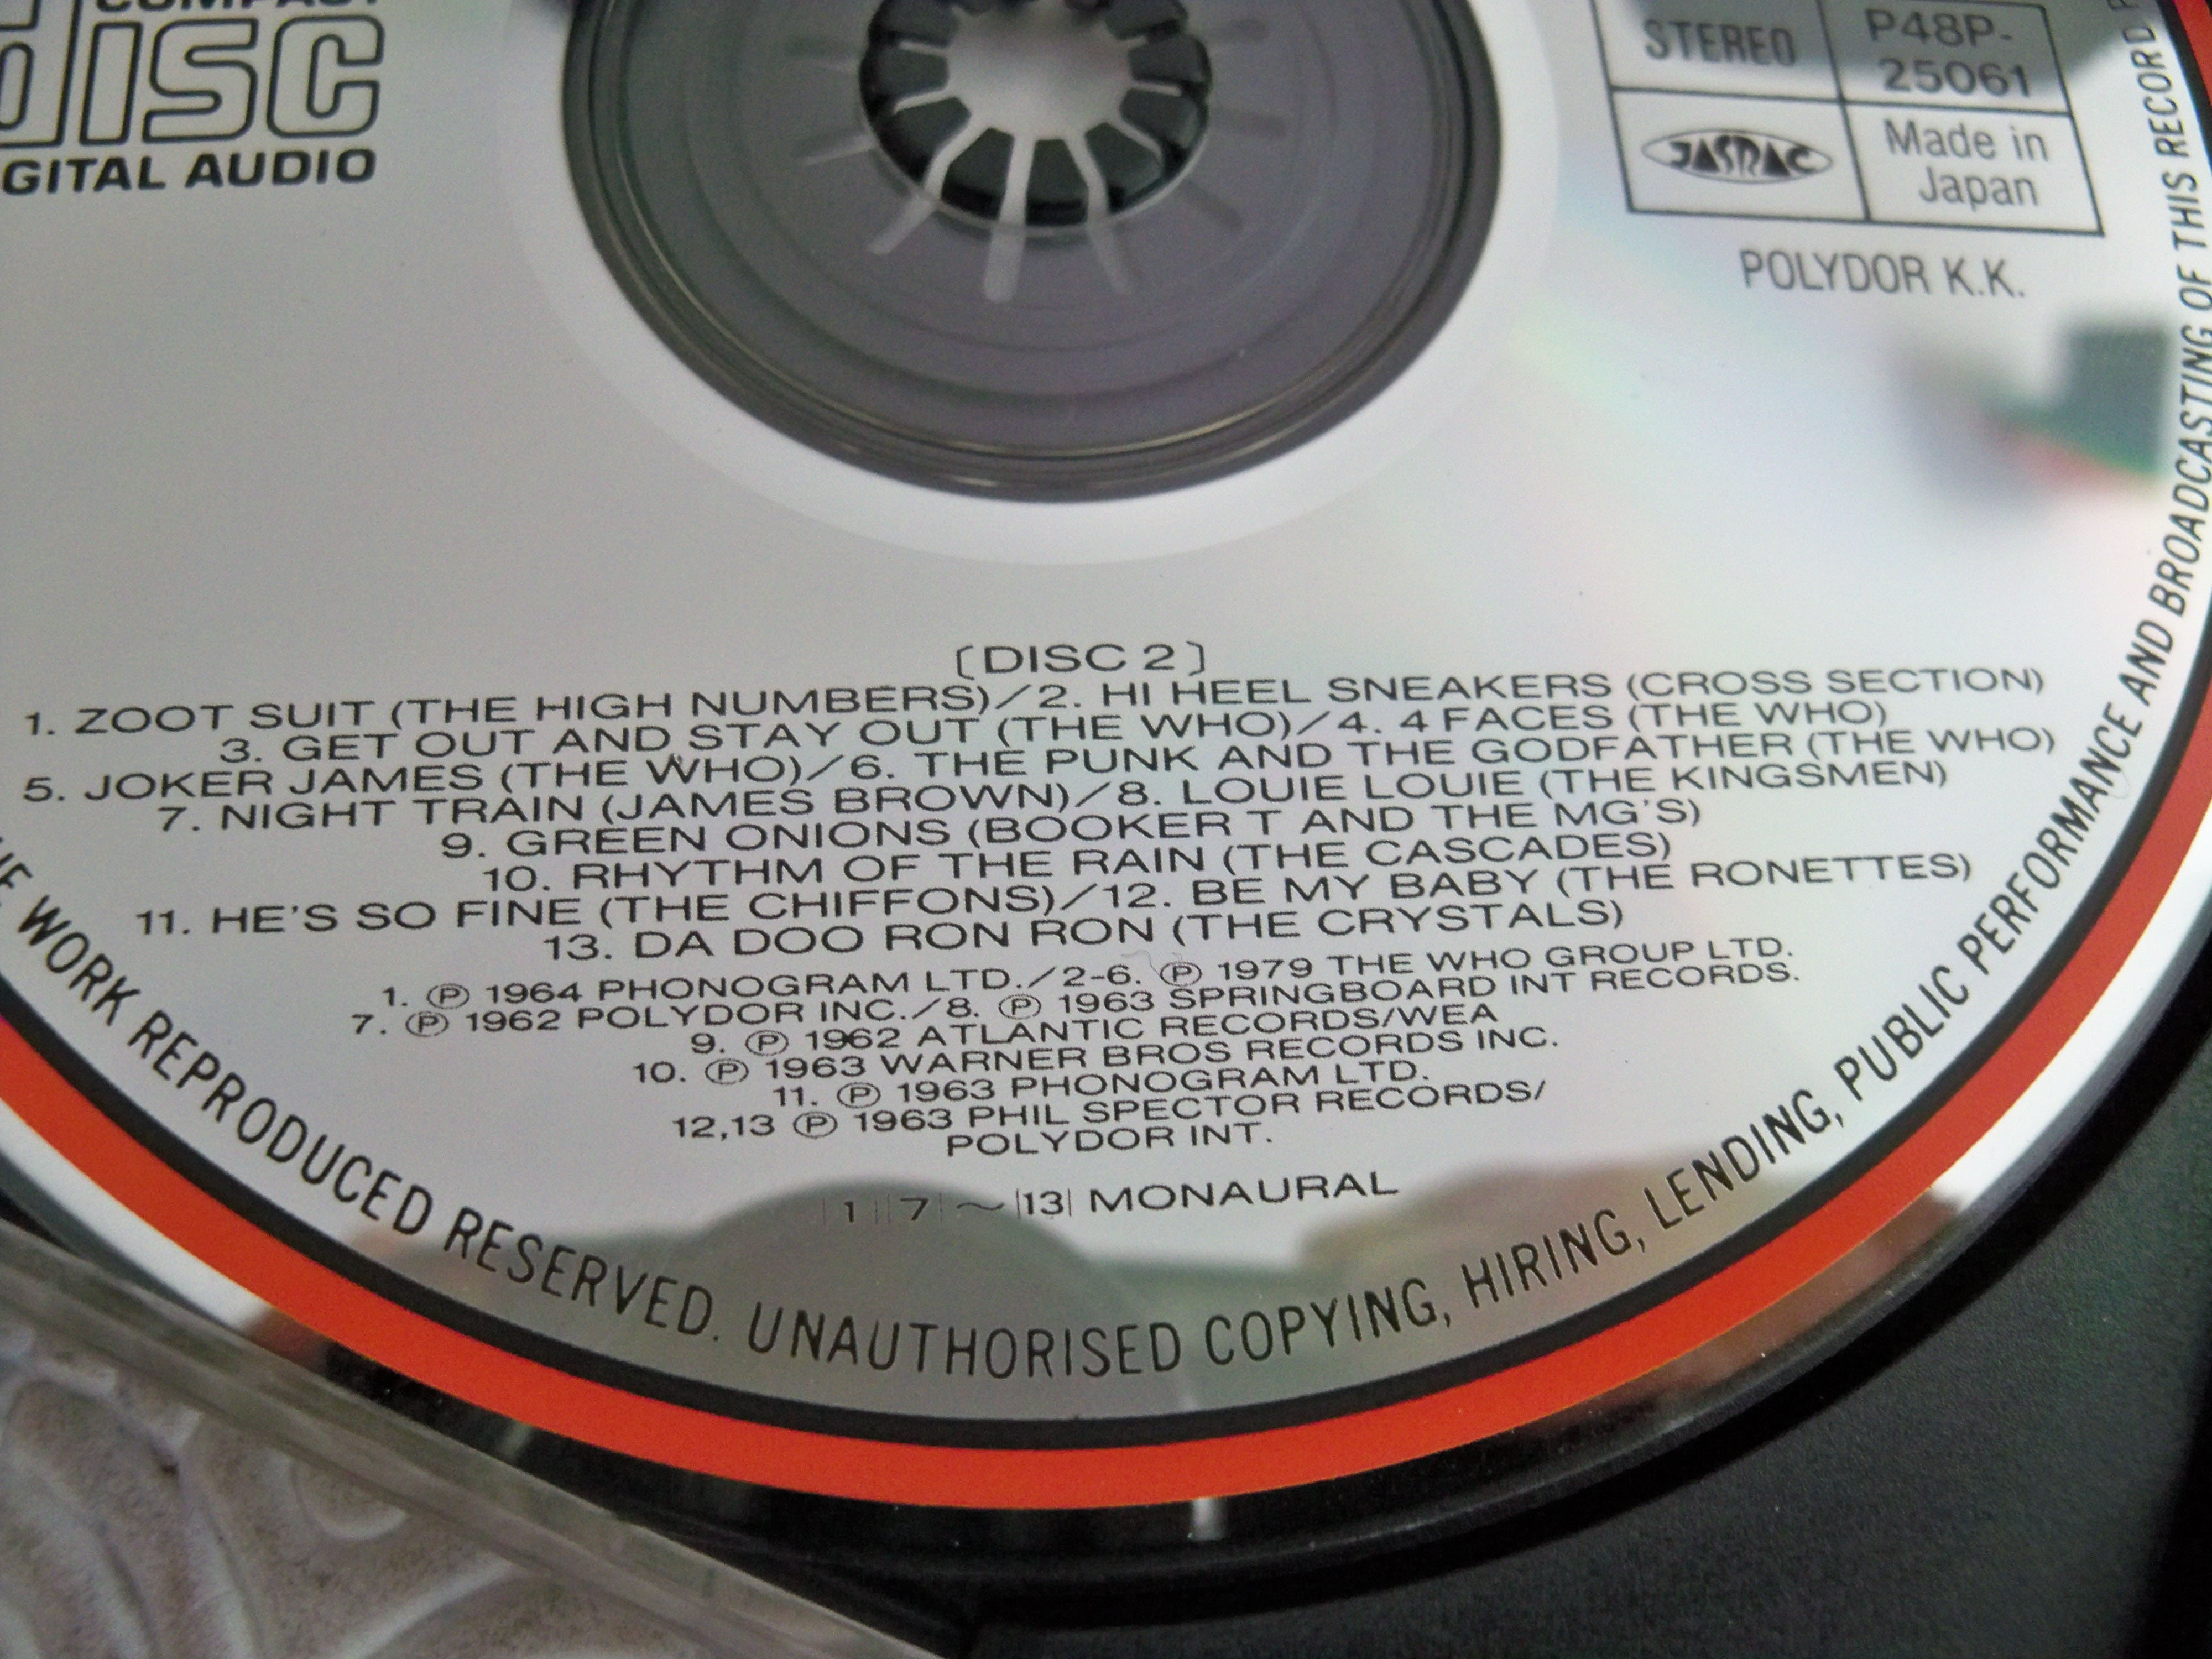 COMPACT
disc
DIGITAL AUDIO
STEREO
P48P-
25061
JASRAC
Made in
Japan
POLYDOR K.K.
[DISC 2]
1. ZOOT SUIT (THE HIGH NUMBERS)/2. HI HEEL SNEAKERS (CROSS SECTION)
3. GET OUT AND STAY OUT (THE WHO)/4. 4 FACES (THE WHO)
5. JOKER JAMES (THE WHO)/6. THE PUNK AND THE GODFATHER (THE WHO)
7. NIGHT TRAIN (JAMES BROWN)/8. LOUIE LOUIE (THE KINGSMEN)
9. GREEN ONIONS (BOOKER T AND THE MG'S)
10. RHYTHM OF THE RAIN (THE CASCADES)
11. HE'S SO FINE (THE CHIFFONS)/12. BE MY BABY (THE RONETTES)
13. DA DOO RON RON (THE CRYSTALS)
1. Ⓟ 1964 PHONOGRAM LTD./2-6. Ⓟ 1979 THE WHO GROUP LTD.
7. Ⓟ 1962 POLYDOR INC./8. Ⓟ 1963 SPRINGBOARD INT RECORDS.
9. Ⓟ 1962 ATLANTIC RECORDS/WEA
10. Ⓟ 1963 WARNER BROS RECORDS INC.
11. Ⓟ 1963 PHONOGRAM LTD.
12,13 Ⓟ 1963 PHIL SPECTOR RECORDS/
POLYDOR INT.
1 7～13 MONAURAL
WORK REPRODUCED RESERVED. UNAUTHORISED COPYING, HIRING, LENDING, PUBLIC PERFORMANCE AND BROADCASTING OF THIS RECORD